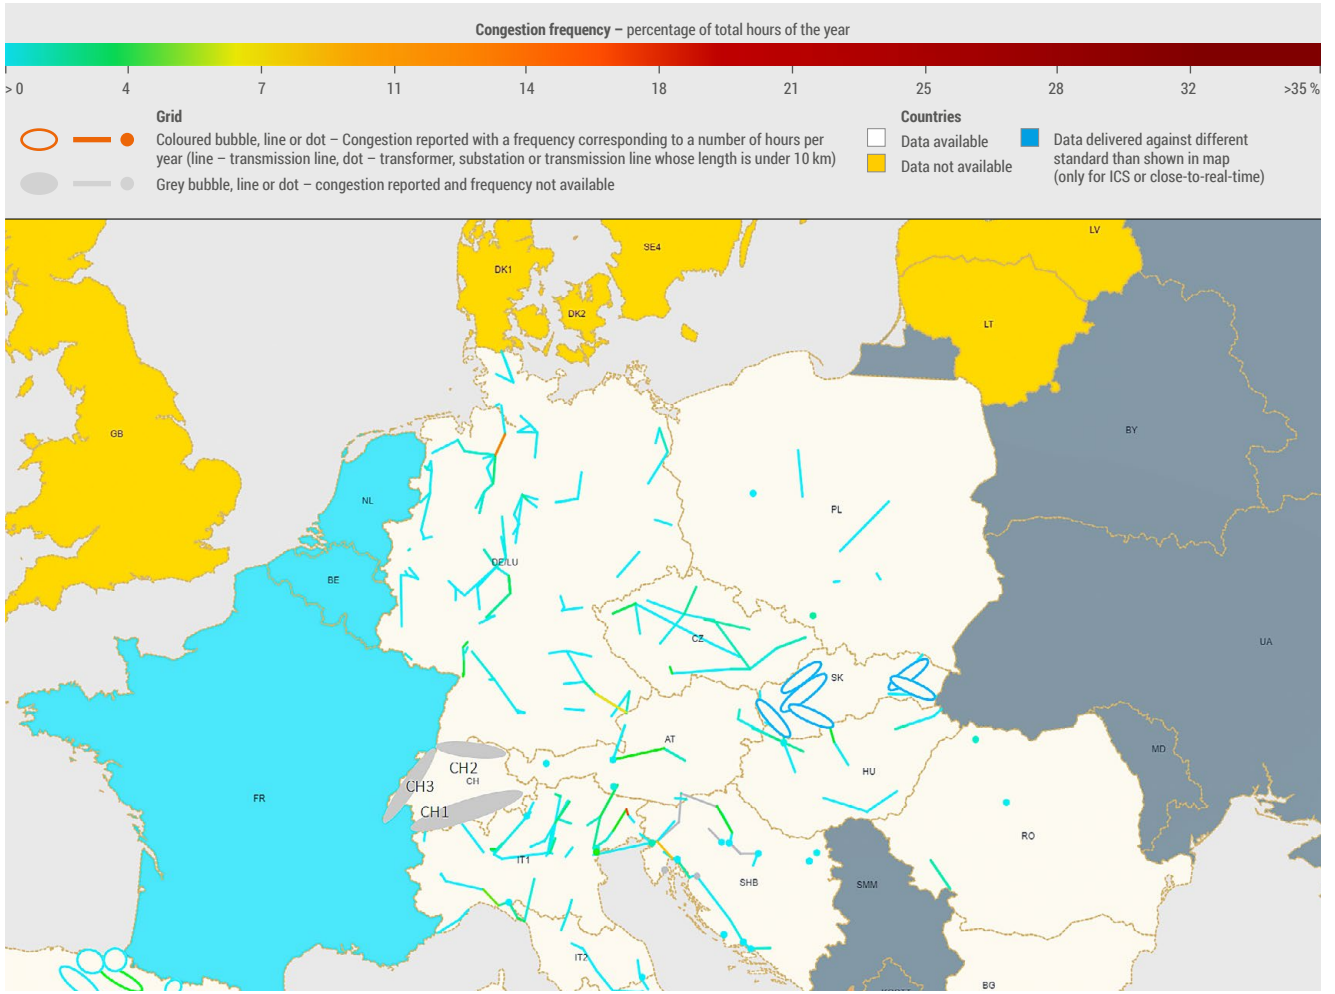 Congestion frequency – percentage of total hours of the year
> 0 4 7 11 14 18 21 25 28 32 >35 %
Grid
Coloured bubble, line or dot – Congestion reported with a frequency corresponding to a number of hours per
year (line – transmission line, dot – transformer, substation or transmission line whose length is under 10 km)
Grey bubble, line or dot – congestion reported and frequency not available
Countries
Data available
Data not available
Data delivered against different
standard than shown in map
(only for ICS or close-to-real-time)
LV
SE4
DK1
DK2
LT
GB
BY
NL
PL
DE/LU
BE
CZ
UA
SK
AT
MD
CH2
HU
CH
CH3
FR
CH1
RO
IT1
SHB
SMM
IT2
BG